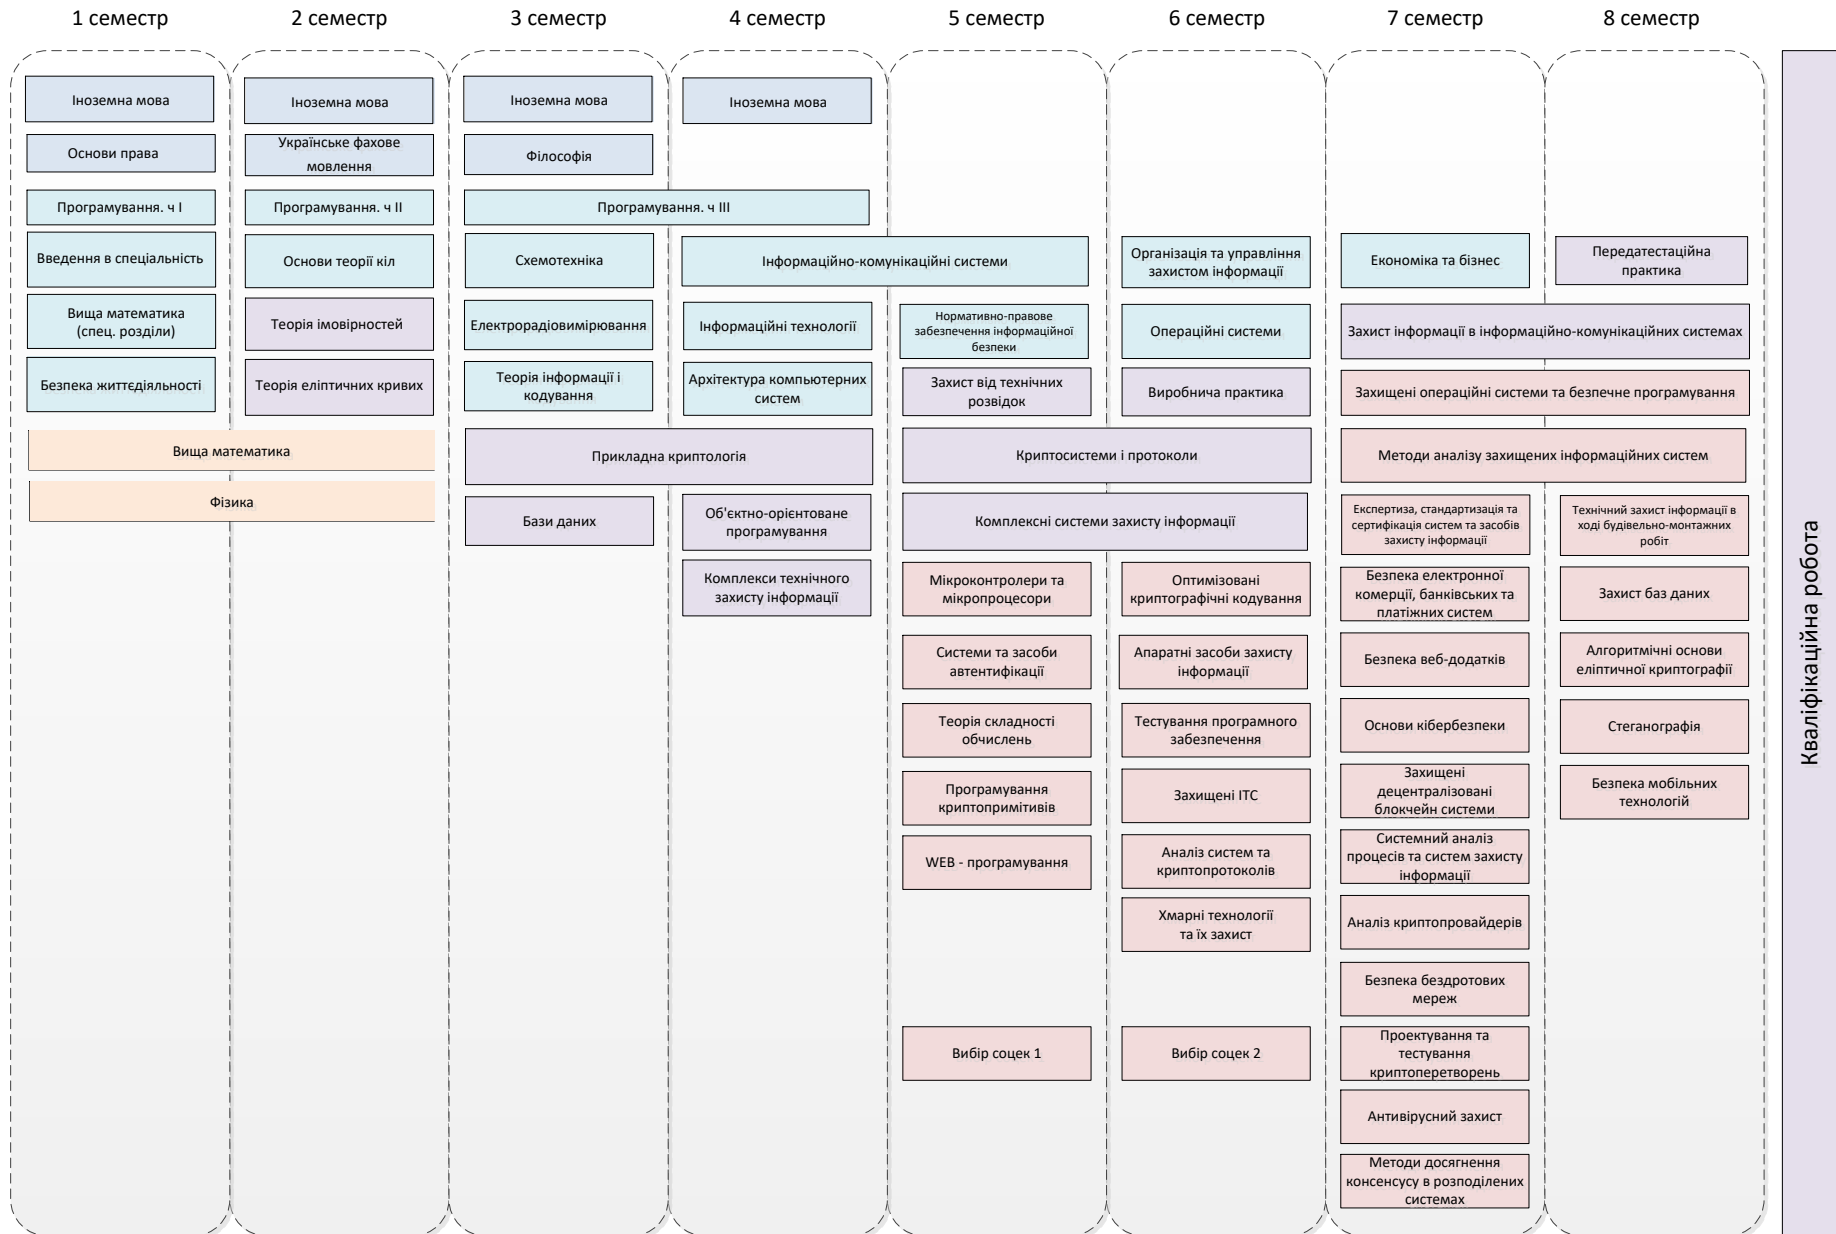 1 семестр
2 семестр
3 семестр
4 семестр
5 семестр
6 семестр
7 семестр
8 семестр
Іноземна мова
Іноземна мова
Іноземна мова
Іноземна мова
Основи права
Українське фахове
мовлення
Філософія
Програмування. ч І
Програмування. ч ІІ
Програмування. ч ІІІ
Введення в спеціальність
Основи теорії кіл
Схемотехніка
Інформаційно-комунікаційні системи
Організація та управління
захистом інформації
Економіка та бізнес
Передатестаційна
практика
Вища математика
(спец. розділи)
Теорія імовірностей
Електрорадіовимірювання
Інформаційні технології
Нормативно-правове
забезпечення інформаційної
безпеки
Операційні системи
Захист інформації в інформаційно-комунікаційних системах
Безпека життєдіяльності
Теорія еліптичних кривих
Теорія інформації і
кодування
Архітектура компьютерних
систем
Захист від технічних
розвідок
Виробнича практика
Захищені операційні системи та безпечне програмування
Вища математика
Прикладна криптологія
Криптосистеми і протоколи
Методи аналізу захищених інформаційних систем
Фізика
Бази даних
Об'єктно-орієнтоване
програмування
Комплексні системи захисту інформації
Експертиза, стандартизація та
сертифікація систем та засобів
захисту інформації
Технічний захист інформації в
ході будівельно-монтажних
робіт
Комплекси технічного
захисту інформації
Мікроконтролери та
мікропроцесори
Оптимізовані
криптографічні кодування
Безпека електронної
комерції, банківських та
платіжних систем
Захист баз даних
Системи та засоби
автентифікації
Апаратні засоби захисту
інформації
Безпека веб-додатків
Алгоритмічні основи
еліптичної криптографії
Теорія складності
обчислень
Тестування програмного
забезпечення
Основи кібербезпеки
Стеганографія
Програмування
криптопримітивів
Захищені ІТС
Захищені
децентралізовані
блокчейн системи
Безпека мобільних
технологій
WEB - програмування
Аналіз систем та
криптопротоколів
Системний аналіз
процесів та систем захисту
інформації
Хмарні технології
та їх захист
Аналіз криптопровайдерів
Безпека бездротових
мереж
Вибір соцек 1
Вибір соцек 2
Проектування та
тестування
криптоперетворень
Антивірусний захист
Методи досягнення
консенсусу в розподілених
системах
Кваліфікаційна робота